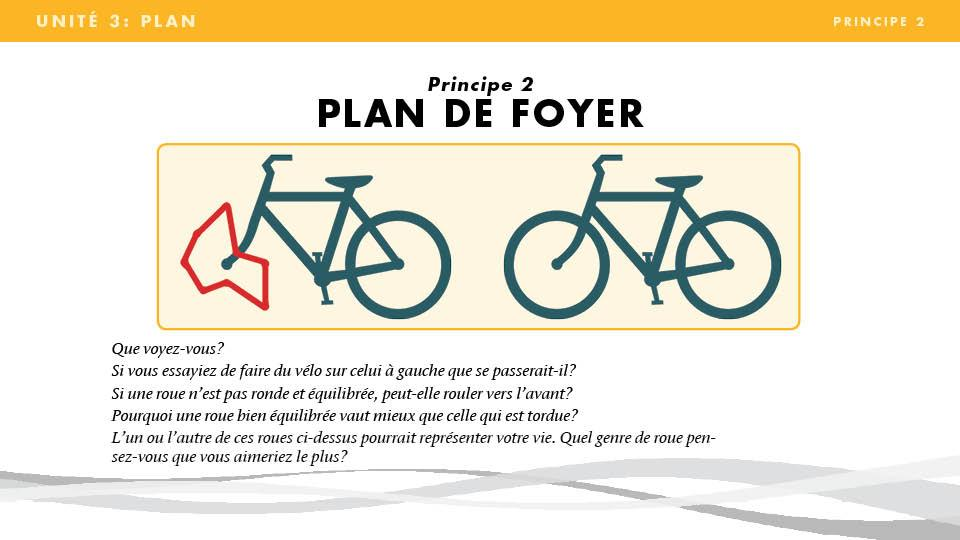 UNITÉ 3: PLAN
PRINCIPE 2
Principe 2
PLAN DE FOYER
Que voyez-vous?
Si vous essayiez de faire du vélo sur celui à gauche que se passerait-il?
Si une roue n’est pas ronde et équilibrée, peut-elle rouler vers l’avant?
Pourquoi une roue bien équilibrée vaut mieux que celle qui est tordue?
L’un ou l’autre de ces roues ci-dessus pourrait représenter votre vie. Quel genre de roue pen-
sez-vous que vous aimeriez le plus?